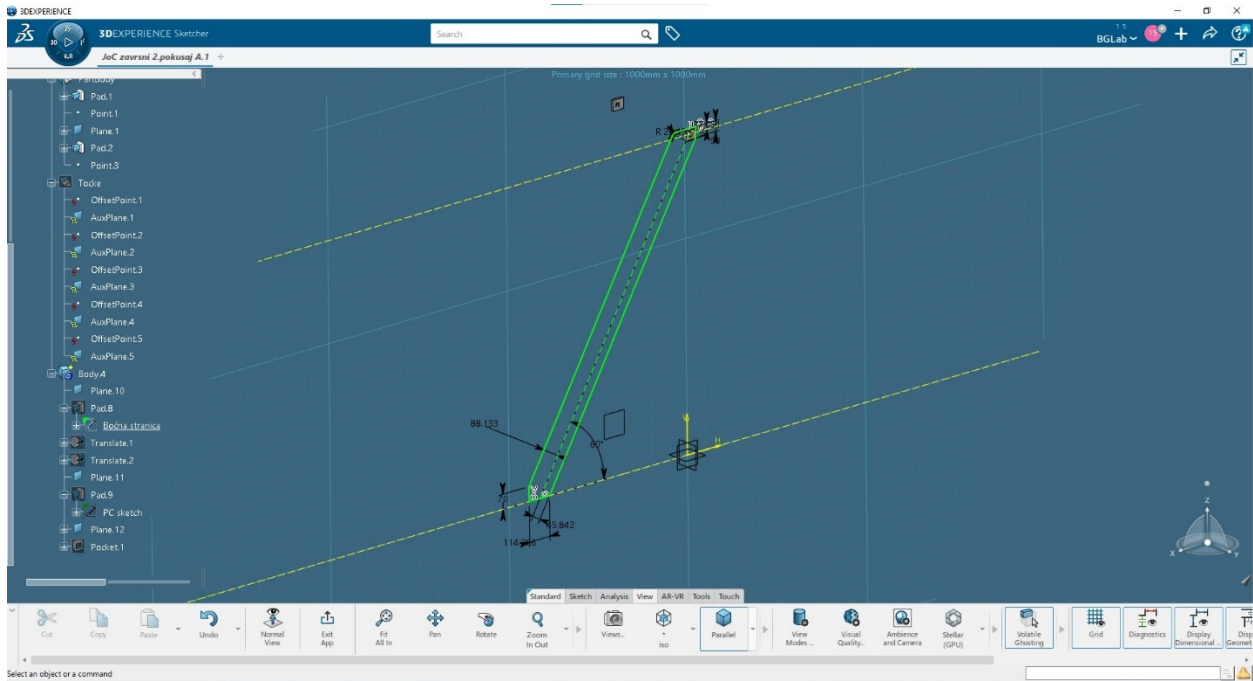 3DEXPERIENCE
3DEXPERIENCE Sketcher
Search
15
BGLab
15
JoC zavrsni 2.pokusaj A.1
Primary grid size : 1000mm x 1000mm
PartBody
Pad.1
Point.1
Plane.1
Pad.2
Point.3
Tocke
OffsetPoint.1
AuxPlane.1
OffsetPoint.2
AuxPlane.2
OffsetPoint.3
AuxPlane.3
OffsetPoint.4
AuxPlane.4
OffsetPoint.5
AuxPlane.5
Body.4
Plane.10
Pad.8
Bočna stranica
Translate.1
Translate.2
Plane.11
Pad.9
PC sketch
Plane.12
Pocket.1
88.133
60°
H
V
Z
X
Y
3D
V.R
Standard Sketch Analysis View AR-VR Tools Touch
Cut
Copy
Paste
Undo
Normal View
Exit App
Fit All In
Pan
Rotate
Zoom In Out
Views...
iso
Parallel
View Modes ...
Visual Quality...
Ambience and Camera
Stellar (GPU)
Volatile Ghosting
Grid
Diagnostics
Display Dimensional ...
Select an object or a command